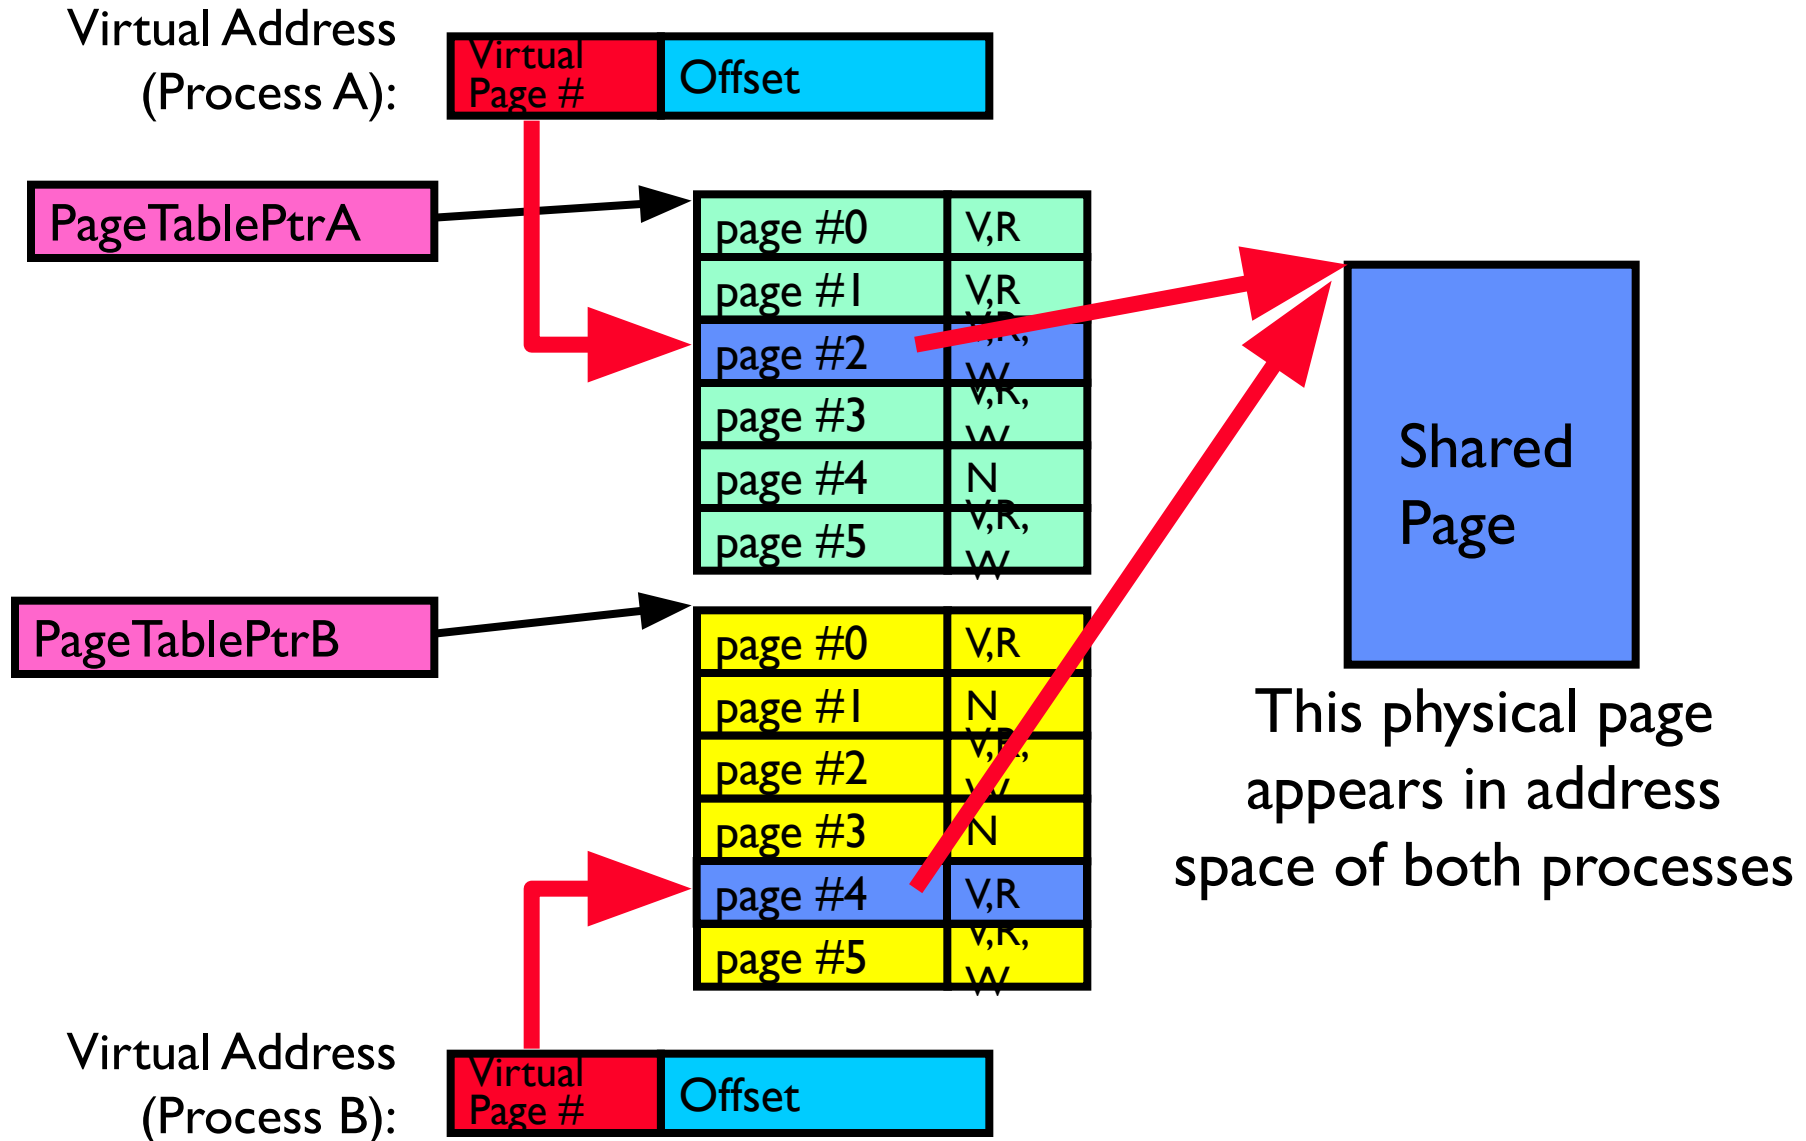 Virtual Address
(Process A):
Virtual
Page #
Offset
PageTablePtrA
page #0 V,R
page #1 V,R
page #2 V,R,
W
page #3 V,R,
W
page #4 N
page #5 V,R,
W
PageTablePtrB
page #0 V,R
page #1 N
page #2 V,R,
W
page #3 N
page #4 V,R
page #5 V,R,
W
Shared
Page
This physical page
appears in address
space of both processes
Virtual Address
(Process B):
Virtual
Page #
Offset